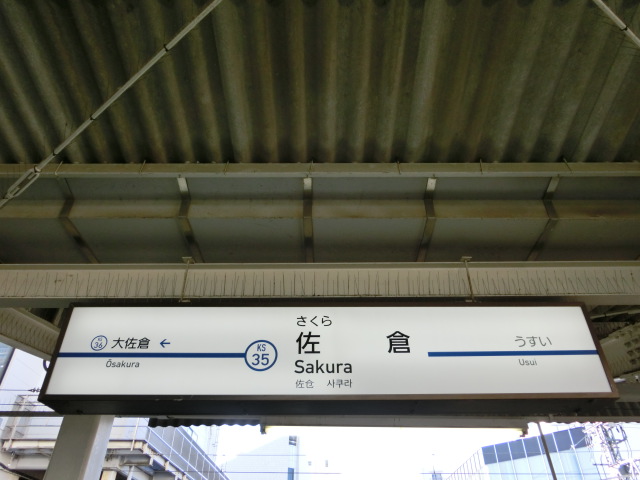 KS
36
大佐倉 ←
Ōsakura
KS
35
さくら
佐倉
Sakura
佐仓 사쿠라
うすい
Usui